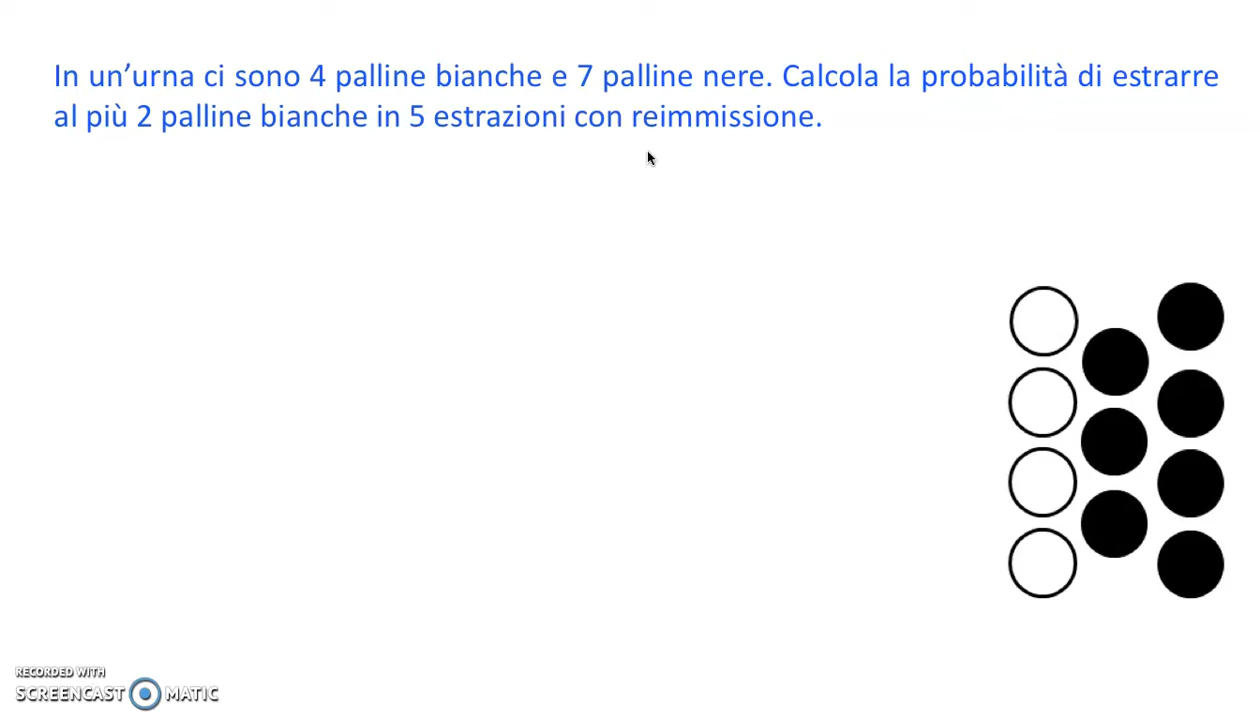 In un’urna ci sono 4 palline bianche e 7 palline nere. Calcola la probabilità di estrarre
al più 2 palline bianche in 5 estrazioni con reimmissione.
RECORDED WITH
SCREENCAST MATIC